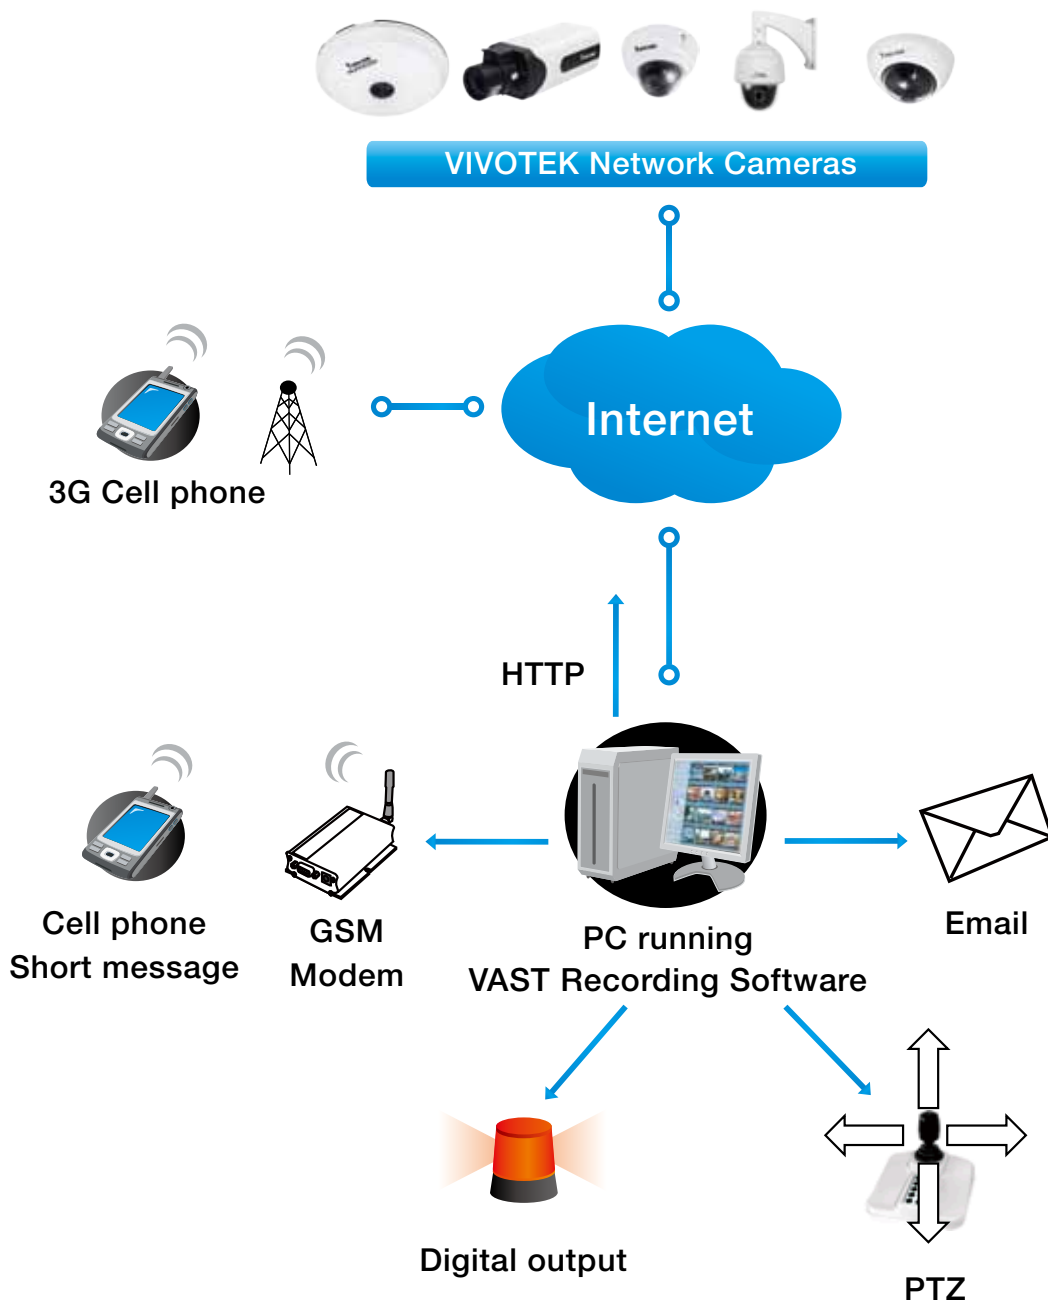 VIVOTEK Network Cameras
Internet
3G Cell phone
HTTP
Cell phone
Short message
GSM
Modem
PC running
VAST Recording Software
Email
Digital output
PTZ